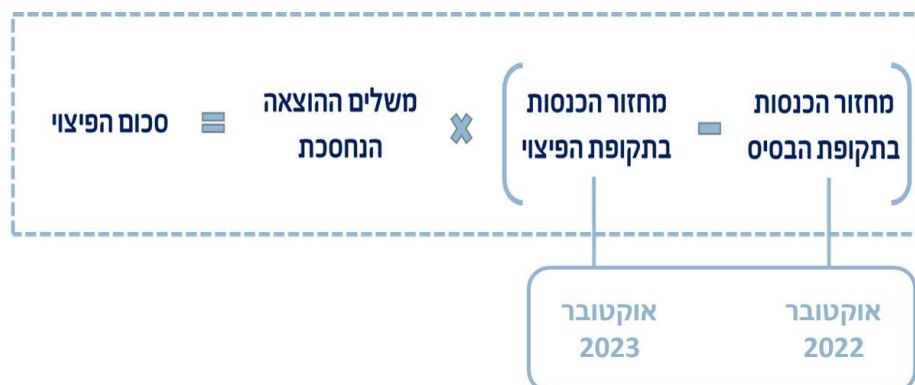 מחזור הכנסות
בתקופת הבסיס
-
מחזור הכנסות
בתקופת הפיצוי
×
משלים ההוצאה
הנחסכת
=
סכום הפיצוי
אוקטובר
2022
אוקטובר
2023